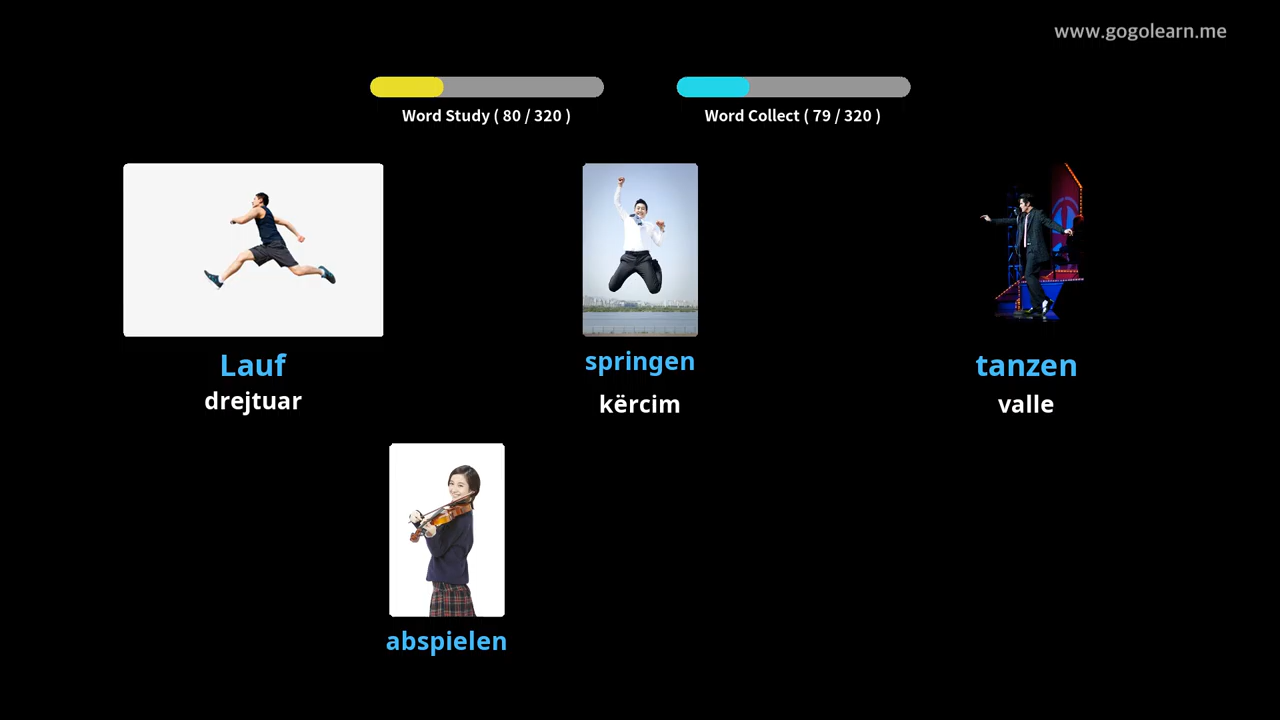 www.gogolearn.me
Word Study ( 80 / 320 )
Word Collect ( 79 / 320 )
Lauf
drejtuar
springen
kërcim
tanzen
valle
abspielen